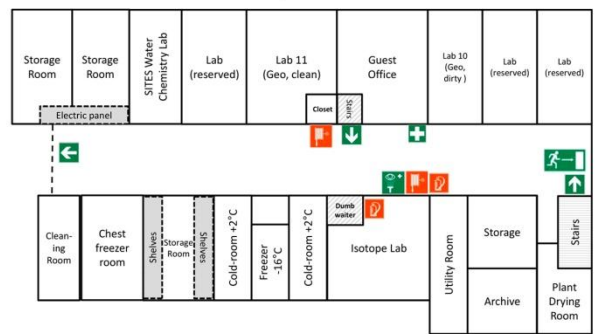 Storage
Room
Storage
Room
SITES Water
Chemistry Lab
Lab
(reserved)
Lab 11
(Geo, clean)
Guest
Office
Lab 10
(Geo,
dirty )
Lab
(reserved)
Lab
(reserved)
Closet
Stairs
Electric panel
Clean-
ing
Room
Chest
freezer
room
Shelves
Storage
Room
Shelves
Cold-room +2°C
Freezer
-16°C
Cold-room +2°C
Dumb
waiter
Isotope Lab
Utility Room
Storage
Archive
Stairs
Plant
Drying
Room